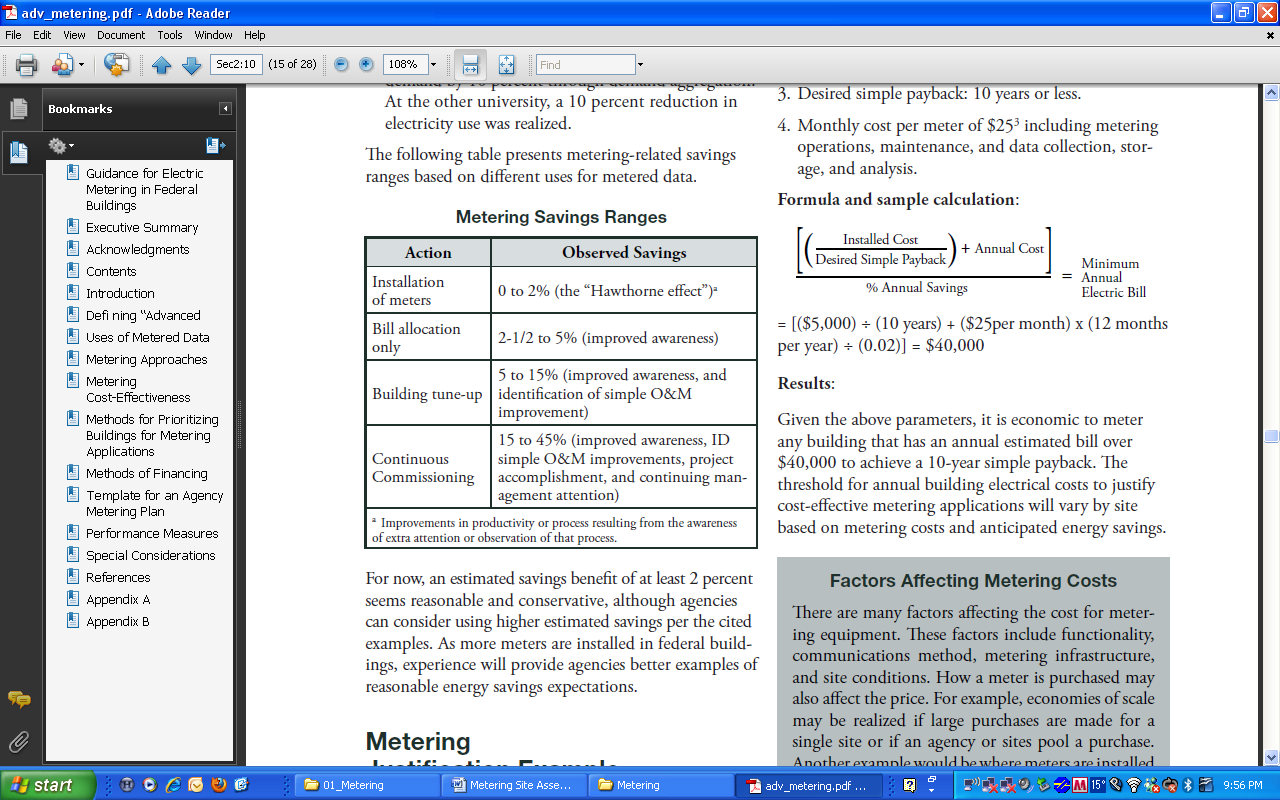 adv_metering.pdf - Adobe Reader
File Edit View Document Tools Window Help
Sec2:10 (15 of 28) 108% Find
Bookmarks
Guidance for Electric
Metering in Federal
Buildings
Executive Summary
Acknowledgments
Contents
Introduction
Defi ning "Advanced
Uses of Metered Data
Metering Approaches
Metering
Cost-Effectiveness
Methods for Prioritizing
Buildings for Metering
Applications
Methods of Financing
Template for an Agency
Metering Plan
Performance Measures
Special Considerations
References
Appendix A
Appendix B
demand by 10 percent through demand aggregation.
At the other university, a 10 percent reduction in
electricity use was realized.
The following table presents metering-related savings
ranges based on different uses for metered data.
Metering Savings Ranges
Action Observed Savings
Installation
of meters
0 to 2% (the “Hawthorne effect”)ᵃ
Bill allocation
only
2-1/2 to 5% (improved awareness)
Building tune-up
5 to 15% (improved awareness, and
identification of simple O&M
improvement)
Continuous
Commissioning
15 to 45% (improved awareness, ID
simple O&M improvements, project
accomplishment, and continuing man-
agement attention)
ᵃ Improvements in productivity or process resulting from the awareness
of extra attention or observation of that process.
For now, an estimated savings benefit of at least 2 percent
seems reasonable and conservative, although agencies
can consider using higher estimated savings per the cited
examples. As more meters are installed in federal build-
ings, experience will provide agencies better examples of
reasonable energy savings expectations.
Metering
Justification Example
3. Desired simple payback: 10 years or less.
4. Monthly cost per meter of $25³ including metering
operations, maintenance, and data collection, stor-
age, and analysis.
Formula and sample calculation:
[(Installed Cost
Desired Simple Payback) + Annual Cost]
% Annual Savings
= Minimum
Annual
Electric Bill
= [($5,000) ÷ (10 years) + ($25per month) x (12 months
per year) ÷ (0.02)] = $40,000
Results:
Given the above parameters, it is economic to meter
any building that has an annual estimated bill over
$40,000 to achieve a 10-year simple payback. The
threshold for annual building electrical costs to justify
cost-effective metering applications will vary by site
based on metering costs and anticipated energy savings.
Factors Affecting Metering Costs
There are many factors affecting the cost for meter-
ing equipment. These factors include functionality,
communications method, metering infrastructure,
and site conditions. How a meter is purchased may
also affect the price. For example, economies of scale
may be realized if large purchases are made for a
single site or if an agency or sites pool a purchase.
Another example would be where meters are installed
start 01_Metering Metering Site Asse... Metering adv_metering.pdf ... 15° 9:56 PM